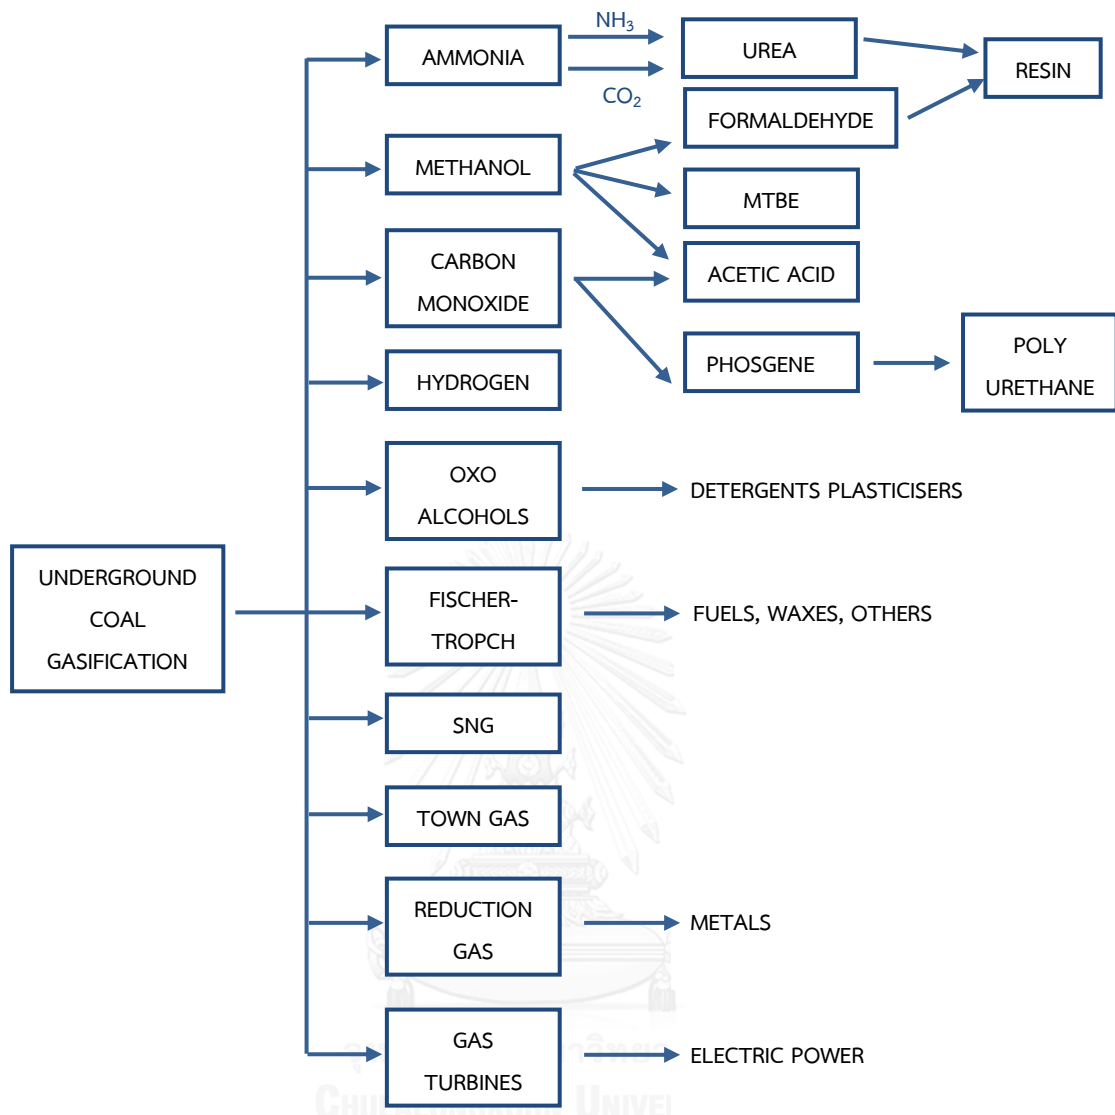 AMMONIA
NH₃
CO₂
UREA
RESIN
FORMALDEHYDE
METHANOL
MTBE
CARBON
MONOXIDE
ACETIC ACID
PHOSGENE
POLY
URETHANE
HYDROGEN
OXO
ALCOHOLS
DETERGENTS PLASTICISERS
UNDERGROUND
COAL
GASIFICATION
FISCHER-
TROPCH
FUELS, WAXES, OTHERS
SNG
TOWN GAS
REDUCTION
GAS
METALS
GAS
TURBINES
ELECTRIC POWER